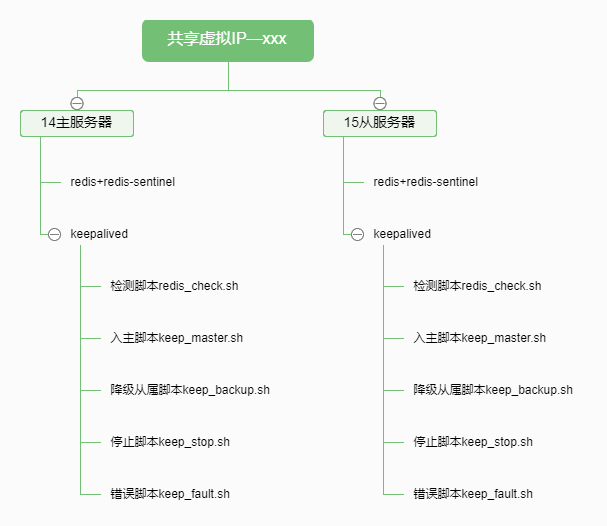 共享虚拟IP—xxx
14主服务器
15从服务器
redis+redis-sentinel
redis+redis-sentinel
keepalived
keepalived
检测脚本redis_check.sh
检测脚本redis_check.sh
入主脚本keep_master.sh
入主脚本keep_master.sh
降级从属脚本keep_backup.sh
降级从属脚本keep_backup.sh
停止脚本keep_stop.sh
停止脚本keep_stop.sh
错误脚本keep_fault.sh
错误脚本keep_fault.sh